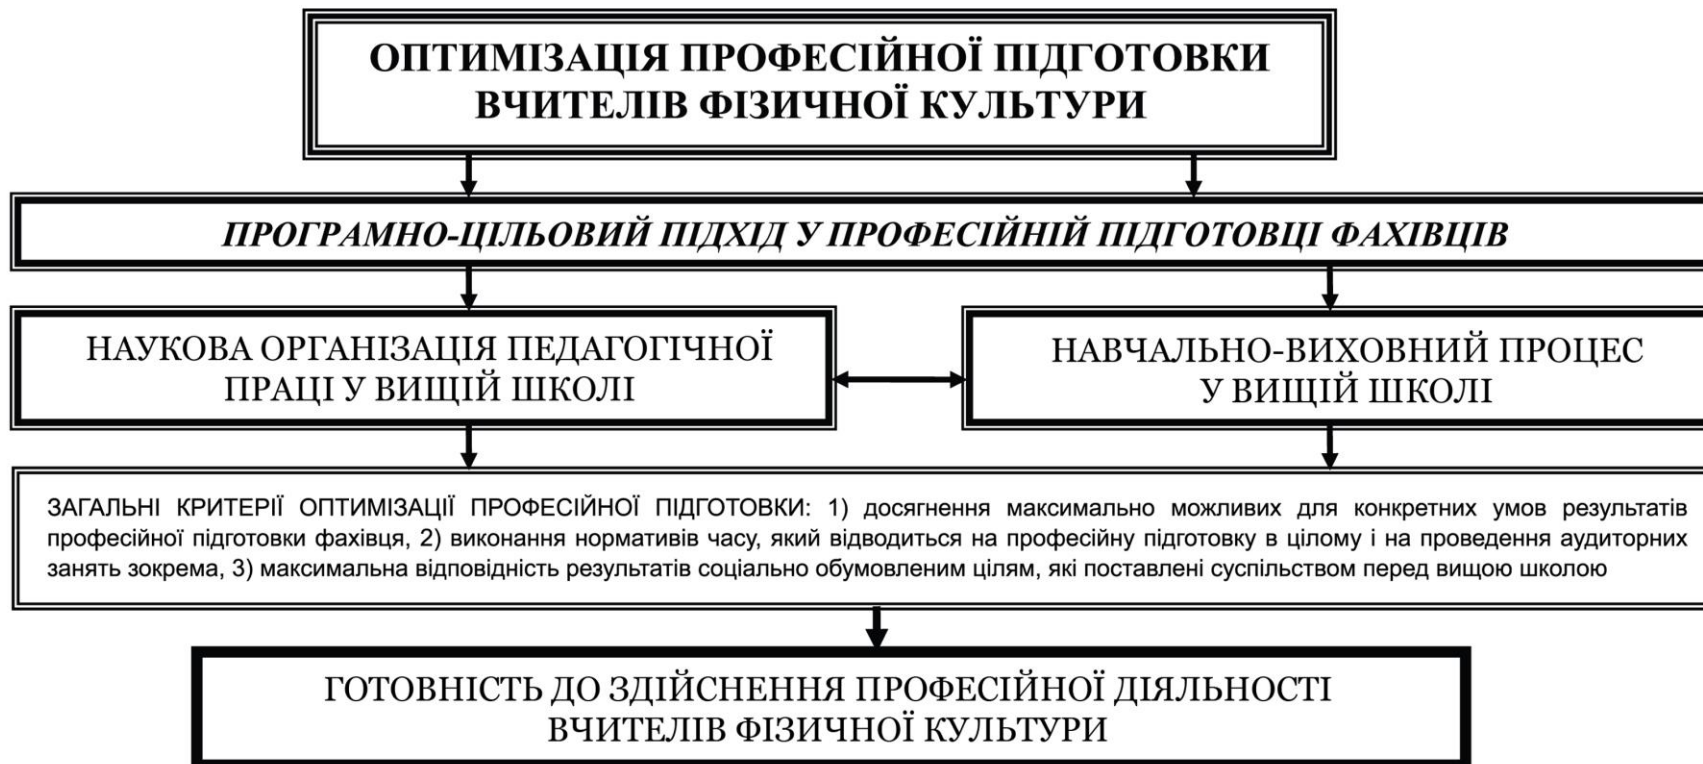 ОПТИМІЗАЦІЯ ПРОФЕСІЙНОЇ ПІДГОТОВКИ
ВЧИТЕЛІВ ФІЗИЧНОЇ КУЛЬТУРИ
ПРОГРАМНО-ЦІЛЬОВИЙ ПІДХІД У ПРОФЕСІЙНІЙ ПІДГОТОВЦІ ФАХІВЦІВ
НАУКОВА ОРГАНІЗАЦІЯ ПЕДАГОГІЧНОЇ
ПРАЦІ У ВИЩІЙ ШКОЛІ
НАВЧАЛЬНО-ВИХОВНИЙ ПРОЦЕС
У ВИЩІЙ ШКОЛІ
ЗАГАЛЬНІ КРИТЕРІЇ ОПТИМІЗАЦІЇ ПРОФЕСІЙНОЇ ПІДГОТОВКИ: 1) досягнення максимально можливих для конкретних умов результатів
професійної підготовки фахівця, 2) виконання нормативів часу, який відводиться на професійну підготовку в цілому і на проведення аудиторних
занять зокрема, 3) максимальна відповідність результатів соціально обумовленим цілям, які поставлені суспільством перед вищою школою
ГОТОВНІСТЬ ДО ЗДІЙСНЕННЯ ПРОФЕСІЙНОЇ ДІЯЛЬНОСТІ
ВЧИТЕЛІВ ФІЗИЧНОЇ КУЛЬТУРИ